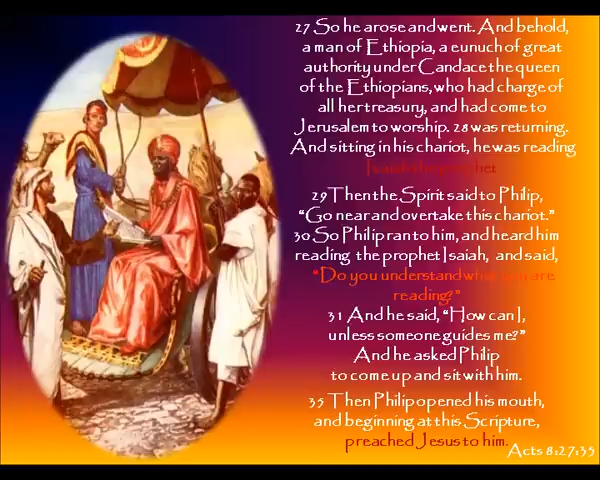 27 So he arose and went. And behold,
a man of Ethiopia, a eunuch of great
authority under Candace the queen
of the Ethiopians, who had charge of
all her treasury, and had come to
Jerusalem to worship. 28 was returning.
And sitting in his chariot, he was reading
Isaiah the prophet
29 Then the Spirit said to Philip,
“Go near and overtake this chariot.”
30 So Philip ran to him, and heard him
reading the prophet Isaiah, and said,
“Do you understand what you are
reading?”
31 And he said, “How can I,
unless someone guides me?”
And he asked Philip
to come up and sit with him.
35 Then Philip opened his mouth,
and beginning at this Scripture,
preached Jesus to him.
Acts 8:27:35